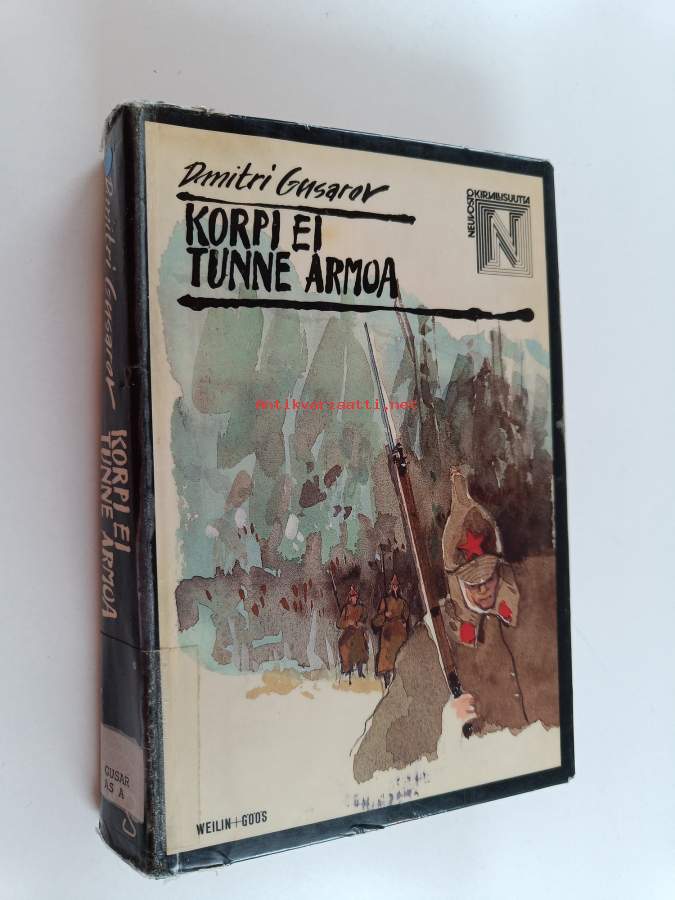 Dmitri Gusarov
KORPI EI
TUNNE ARMOA
NEUVOSTOKIRJALLISUUTTA
N
antikvariaatti.net
WEILIN+GÖÖS
Dmitri Gusarov
KORPI EI
TUNNE ARMOA
GUSAR
AS A